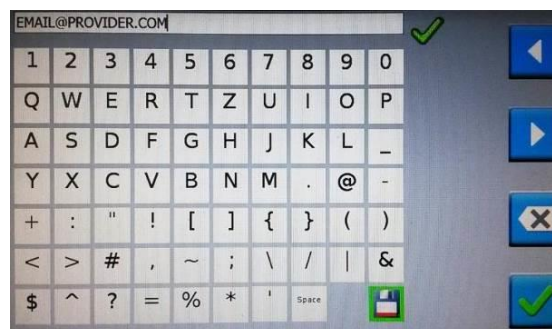 EMAIL@PROVIDER.COM
1 2 3 4 5 6 7 8 9 0
Q W E R T Z U I O P
A S D F G H J K L _
Y X C V B N M . @ -
+ : " ! [ ] { } ( )
< > # , ~ ; \ / | &
$ ^ ? = % * ' Space